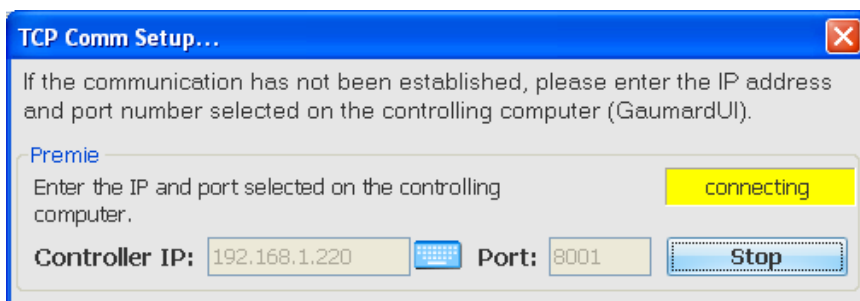 TCP Comm Setup...
If the communication has not been established, please enter the IP address
and port number selected on the controlling computer (GaumardUI).
Premie
Enter the IP and port selected on the controlling
computer.
connecting
Controller IP: 192.168.1.220 Port: 8001 Stop